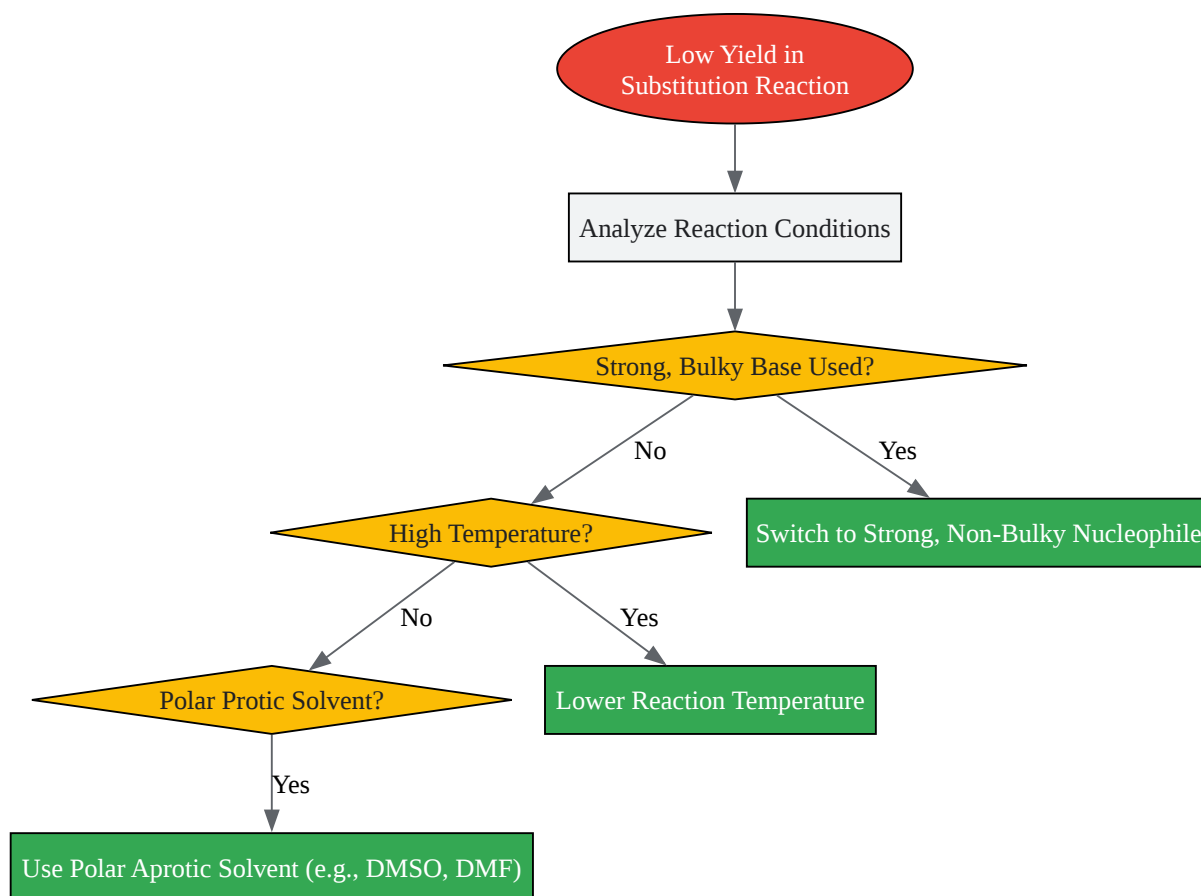 Low Yield in
Substitution Reaction
Analyze Reaction Conditions
Strong, Bulky Base Used?
No
Yes
High Temperature?
Switch to Strong, Non-Bulky Nucleophile
No
Yes
Polar Protic Solvent?
Lower Reaction Temperature
Yes
Use Polar Aprotic Solvent (e.g., DMSO, DMF)